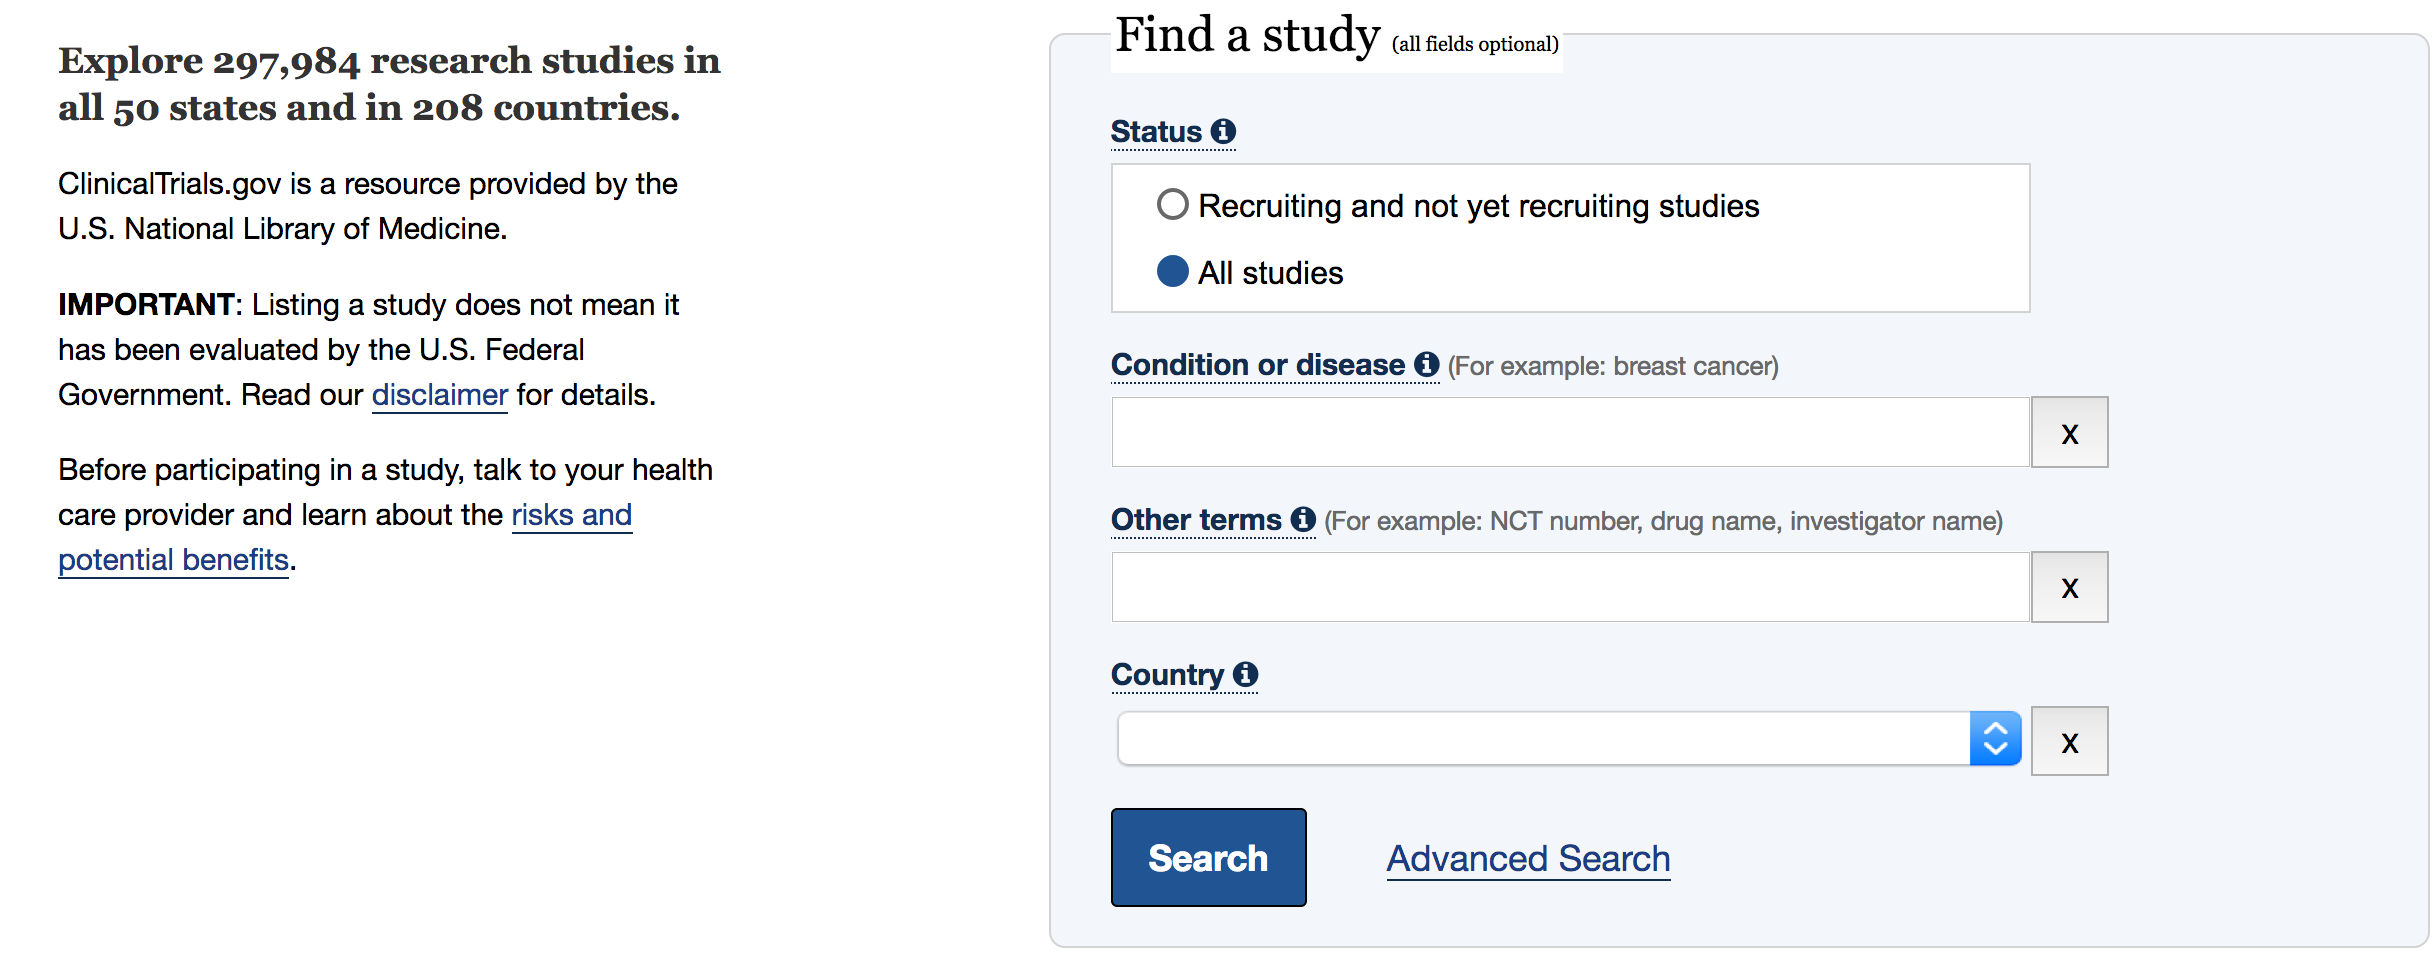 Explore 297,984 research studies in
all 50 states and in 208 countries.
ClinicalTrials.gov is a resource provided by the
U.S. National Library of Medicine.
IMPORTANT: Listing a study does not mean it
has been evaluated by the U.S. Federal
Government. Read our disclaimer for details.
Before participating in a study, talk to your health
care provider and learn about the risks and
potential benefits.
Find a study (all fields optional)
Status
Recruiting and not yet recruiting studies
All studies
Condition or disease (For example: breast cancer)
x
Other terms (For example: NCT number, drug name, investigator name)
x
Country
x
Search Advanced Search